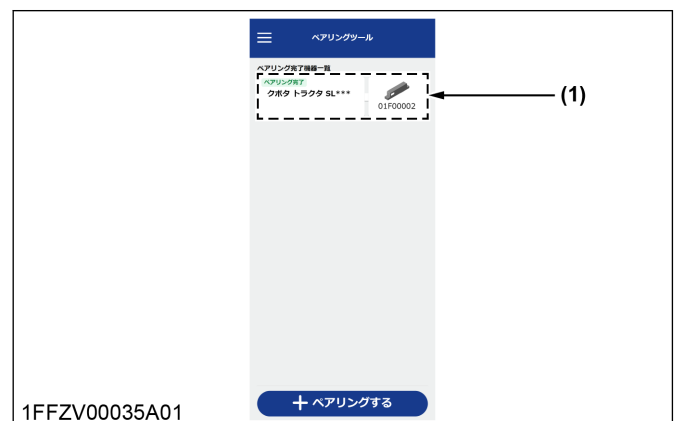 ペアリングツール
ペアリング完了機器一覧
ペアリング完了
クボタ トラクタ SL***
01F00002
(1)
ペアリングする
1FFZV00035A01